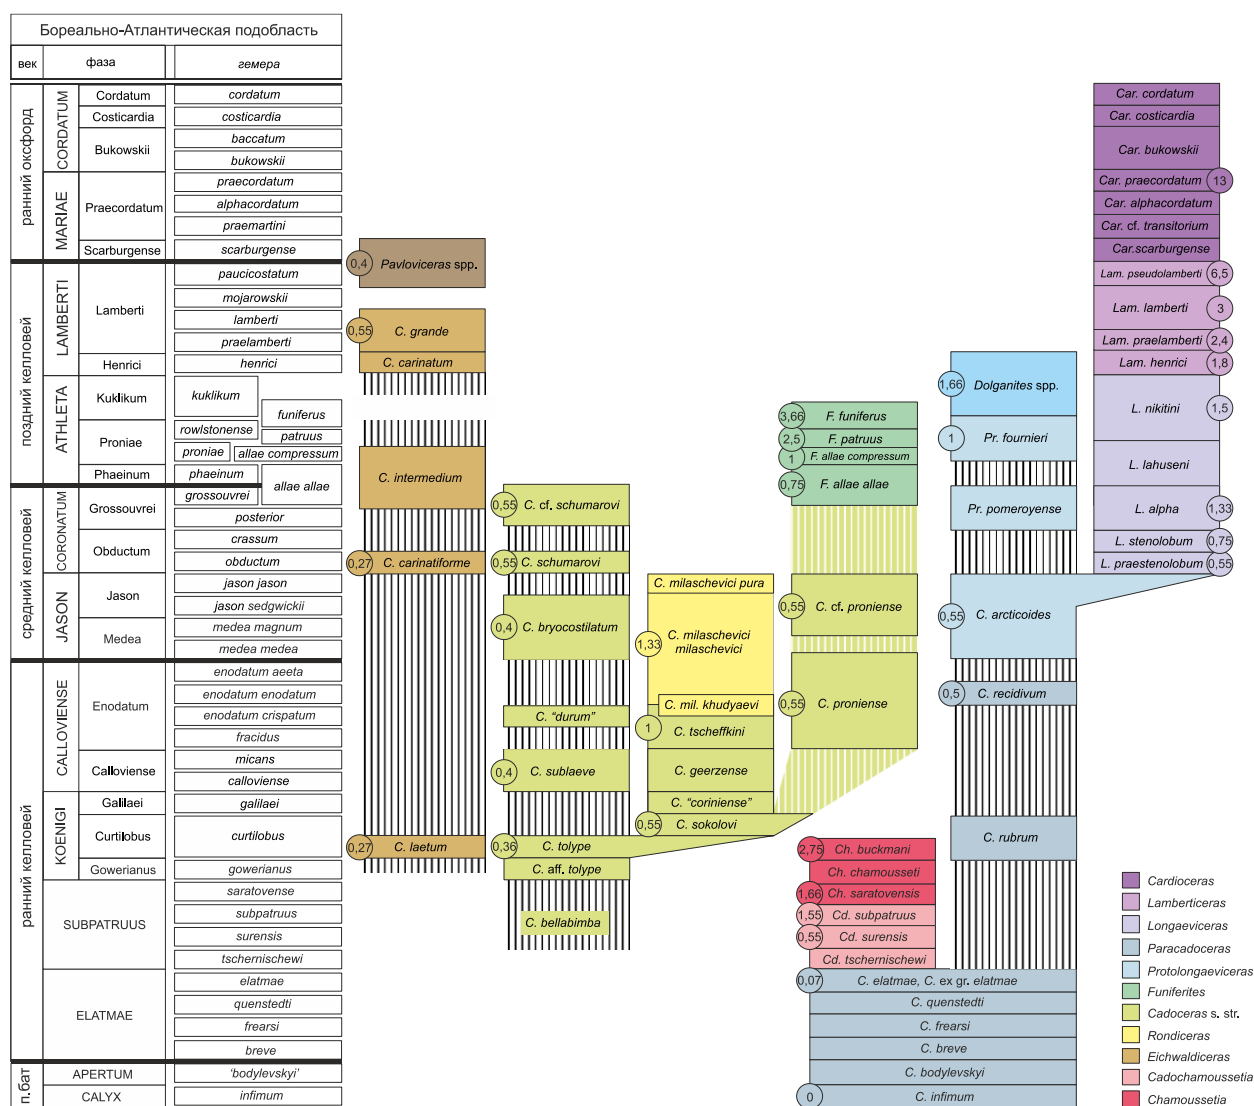 Бореально-Атлантическая подобласть
век
фаза
гемера
ранний оксфорд
CORDATUM
Cordatum
cordatum
Costicardia
costicardia
Bukowskii
baccatum
bukowskii
MARIAE
Praecordatum
praecordatum
alphacordatum
praemartini
Scarburgense
scarburgense
поздний келловей
LAMBERTI
Lamberti
paucicostatum
mojarowskii
lamberti
praelamberti
Henrici
henrici
ATHLETA
Kuklikum
kuklikum
funiferus
Proniae
rowlstonense
patruus
proniae
allae compressum
Phaeinum
phaeinum
allae allae
средний келловей
CORONATUM
Grossouvrei
grossouvrei
posterior
Obductum
crassum
obductum
JASON
Jason
jason jason
jason sedgwickii
Medea
medea magnum
medea medea
ранний келловей
CALLOVIENSE
Enodatum
enodatum aeeta
enodatum enodatum
enodatum crispatum
fracidus
Calloviense
micans
calloviense
KOENIGI
Galilaei
galilaei
Curtilobus
curtilobus
Gowerianus
gowerianus
SUBPATRUUS
saratovense
subpatruus
surensis
tschernischewi
ELATMAE
elatmae
quenstedti
frearsi
breve
п.бат
APERTUM
'bodylevskyi'
CALYX
infimum
0,4
Pavloviceras spp.
0,55
C. grande
C. carinatum
C. intermedium
0,27
C. carinatiforme
0,27
C. laetum
0,55
C. cf. schumarovi
0,55
C. schumarovi
0,4
C. bryocostilatum
C. “durum”
0,4
C. sublaeve
0,36
C. tolype
C. aff. tolype
C. bellabimba
C. milaschevici pura
1,33
C. milaschevici
milaschevici
C. mil. khudyaevi
1
C. tscheffkini
C. geerzense
C. “coriniense”
0,55
C. sokolovi
3,66
F. funiferus
2,5
F. patruus
1
F. allae compressum
0,75
F. allae allae
0,55
C. cf. proniense
0,55
C. proniense
2,75
Ch. buckmani
Ch. chamousseti
1,66
Ch. saratovensis
1,55
Cd. subpatruus
0,55
Cd. surensis
Cd. tschernischewi
0,07
C. elatmae, C. ex gr. elatmae
C. quenstedti
C. frearsi
C. breve
C. bodylevskyi
0
C. infimum
1,66
Dolganites spp.
1
Pr. fournieri
Pr. pomeroyense
0,55
C. arcticoides
0,5
C. recidivum
C. rubrum
Car. cordatum
Car. costicardia
Car. bukowskii
Car. praecordatum
13
Car. alphacordatum
Car. cf. transitorium
Car.scarburgense
Lam. pseudolamberti
6,5
Lam. lamberti
3
Lam. praelamberti
2,4
Lam. henrici
1,8
L. nikitini
1,5
L. lahuseni
L. alpha
1,33
L. stenolobum
0,75
L. praestenolobum
0,55
Cardioceras
Lamberticeras
Longaeviceras
Paracadoceras
Protolongaeviceras
Funiferites
Cadoceras s. str.
Rondiceras
Eichwaldiceras
Cadochamoussetia
Chamoussetia